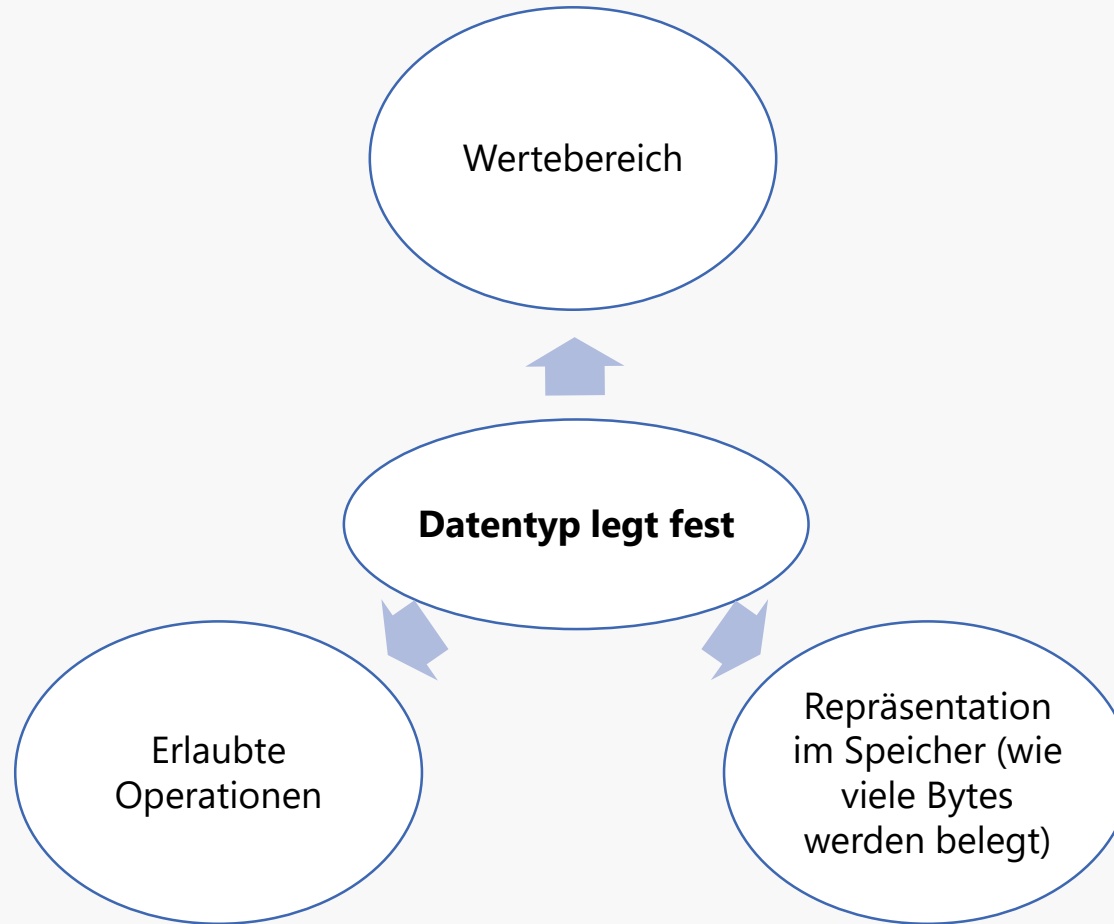 Wertebereich
Datentyp legt fest
Erlaubte
Operationen
Repräsentation
im Speicher (wie
viele Bytes
werden belegt)